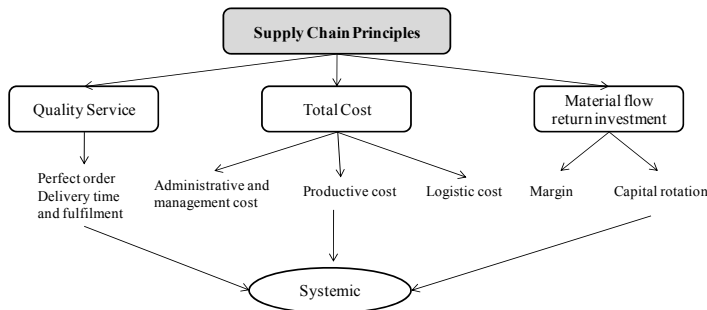 Supply Chain Principles
Quality Service
Total Cost
Material flow
return investment
Perfect order
Delivery time
and fulfilment
Administrative and
management cost
Productive cost
Logistic cost
Margin
Capital rotation
Systemic